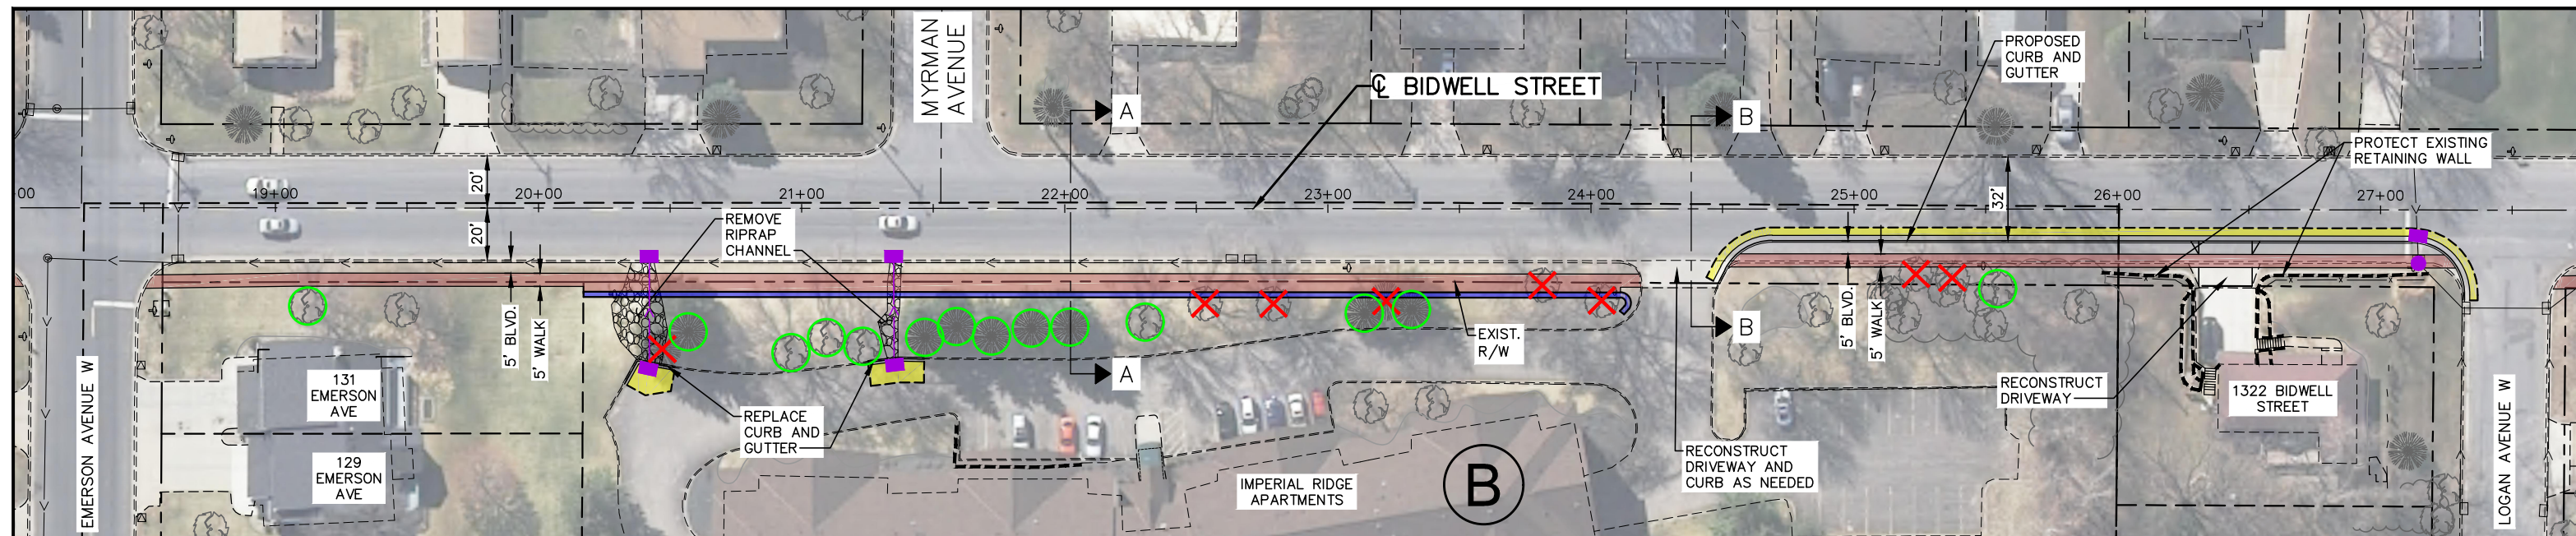 MYRMAN
AVENUE
℄ BIDWELL STREET
PROPOSED
CURB AND
GUTTER
PROTECT EXISTING
RETAINING WALL
A
B
20'
20'
32'
00
19+00
20+00
21+00
22+00
23+00
24+00
25+00
26+00
27+00
REMOVE
RIPRAP
CHANNEL
5' BLVD.
5' WALK
EXIST.
R/W
5' BLVD.
5' WALK
B
A
EMERSON AVENUE W
131
EMERSON
AVE
129
EMERSON
AVE
REPLACE
CURB AND
GUTTER
IMPERIAL RIDGE
APARTMENTS
B
RECONSTRUCT
DRIVEWAY AND
CURB AS NEEDED
RECONSTRUCT
DRIVEWAY
1322 BIDWELL
STREET
LOGAN AVENUE W